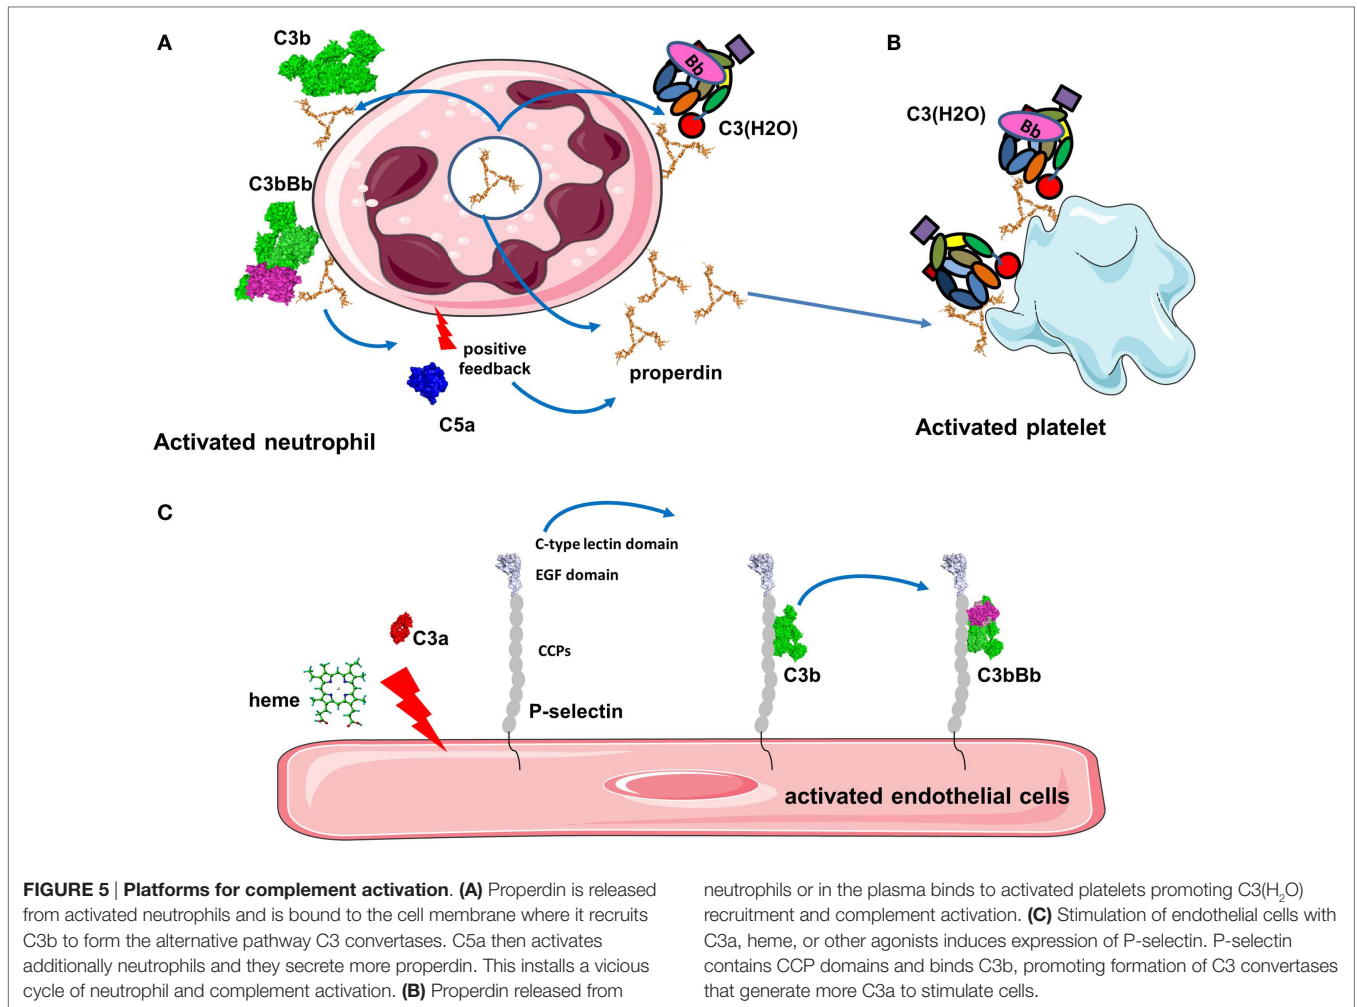 A
C3b
Bb
C3(H2O)
C3bBb
positive
feedback
C5a
properdin
Activated neutrophil
B
C3(H2O)
Bb
Activated platelet
C
C-type lectin domain
EGF domain
C3a
CCPs
heme
P-selectin
C3b
C3bBb
activated endothelial cells
FIGURE 5 | Platforms for complement activation. (A) Properdin is released
from activated neutrophils and is bound to the cell membrane where it recruits
C3b to form the alternative pathway C3 convertases. C5a then activates
additionally neutrophils and they secrete more properdin. This installs a vicious
cycle of neutrophil and complement activation. (B) Properdin released from
neutrophils or in the plasma binds to activated platelets promoting C3(H₂O)
recruitment and complement activation. (C) Stimulation of endothelial cells with
C3a, heme, or other agonists induces expression of P-selectin. P-selectin
contains CCP domains and binds C3b, promoting formation of C3 convertases
that generate more C3a to stimulate cells.